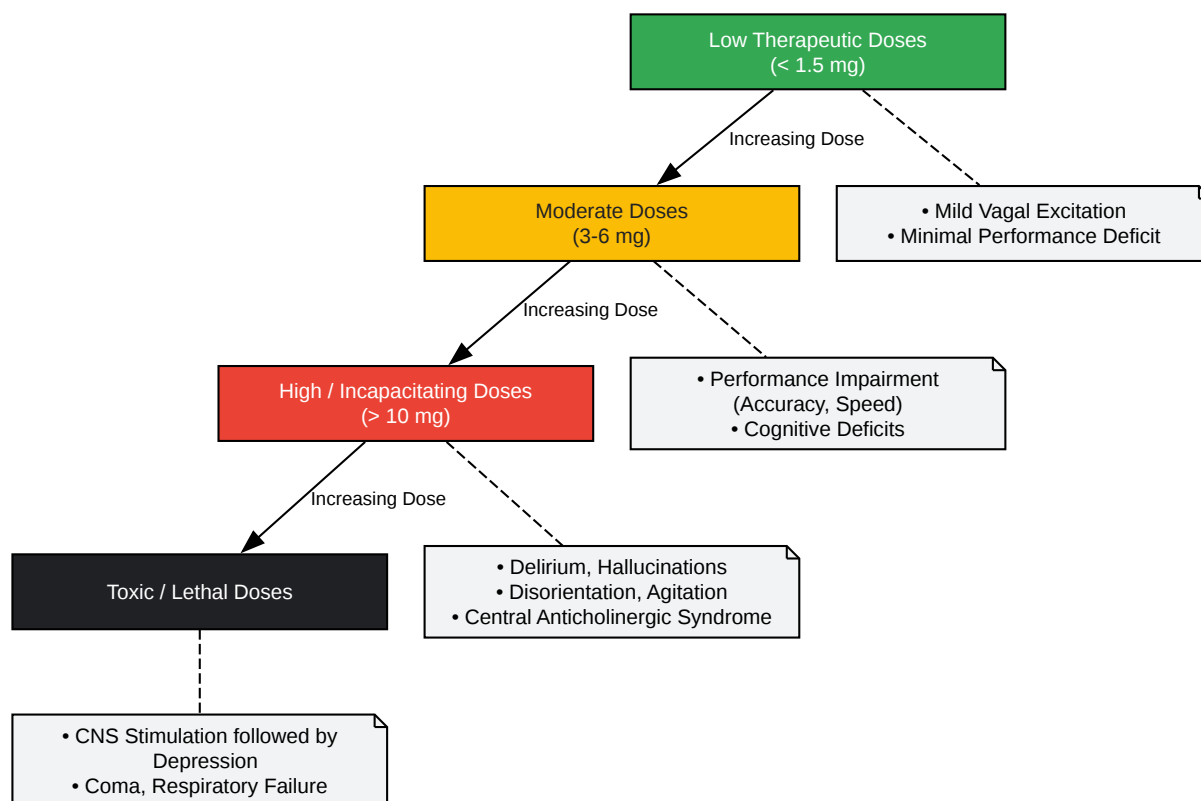 Low Therapeutic Doses
(< 1.5 mg)
Increasing Dose
Moderate Doses
(3-6 mg)
• Mild Vagal Excitation
• Minimal Performance Deficit
Increasing Dose
High / Incapacitating Doses
(> 10 mg)
• Performance Impairment
(Accuracy, Speed)
• Cognitive Deficits
Increasing Dose
Toxic / Lethal Doses
• Delirium, Hallucinations
• Disorientation, Agitation
• Central Anticholinergic Syndrome
• CNS Stimulation followed by
Depression
• Coma, Respiratory Failure